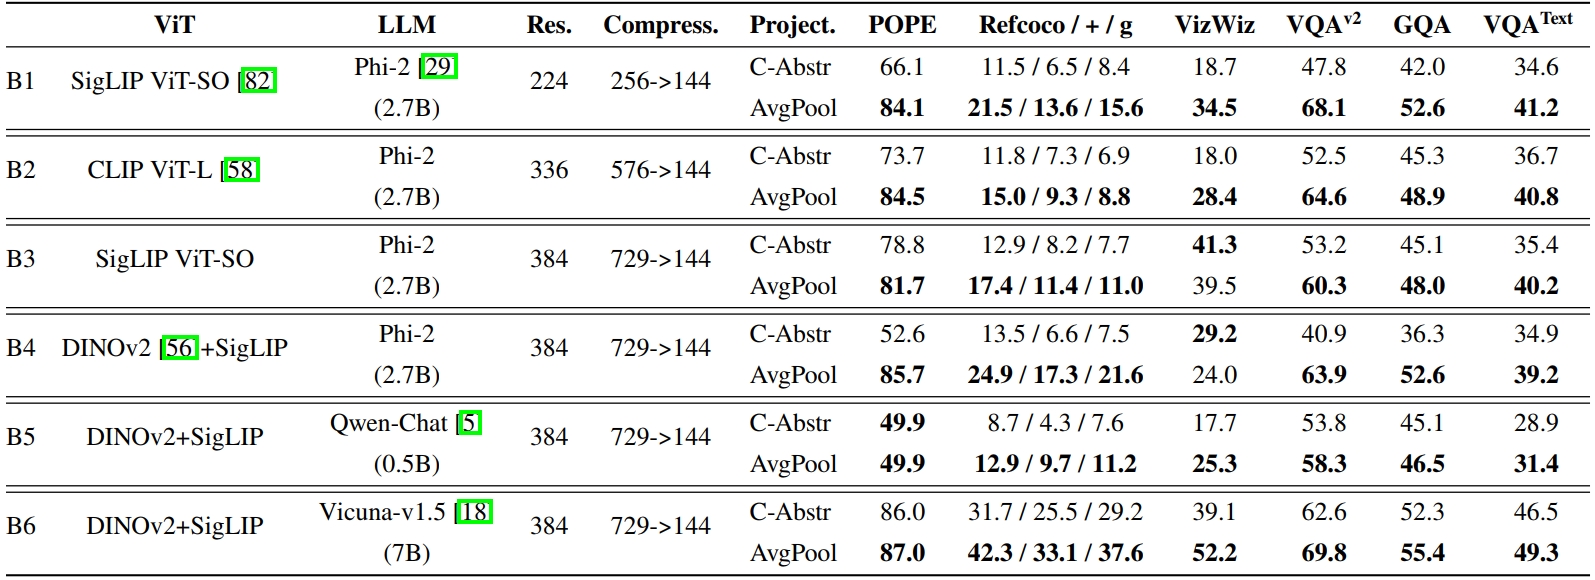 ViT LLM Res. Compress. Project. POPE Refcoco / + / g VizWiz VQA^v2 GQA VQA^Text
B1 SigLIP ViT-SO [82] Phi-2 [29] 224 256->144 C-Abstr 66.1 11.5 / 6.5 / 8.4 18.7 47.8 42.0 34.6
(2.7B) AvgPool 84.1 21.5 / 13.6 / 15.6 34.5 68.1 52.6 41.2
B2 CLIP ViT-L [58] Phi-2 336 576->144 C-Abstr 73.7 11.8 / 7.3 / 6.9 18.0 52.5 45.3 36.7
(2.7B) AvgPool 84.5 15.0 / 9.3 / 8.8 28.4 64.6 48.9 40.8
B3 SigLIP ViT-SO Phi-2 384 729->144 C-Abstr 78.8 12.9 / 8.2 / 7.7 41.3 53.2 45.1 35.4
(2.7B) AvgPool 81.7 17.4 / 11.4 / 11.0 39.5 60.3 48.0 40.2
B4 DINOv2 [56]+SigLIP Phi-2 384 729->144 C-Abstr 52.6 13.5 / 6.6 / 7.5 29.2 40.9 36.3 34.9
(2.7B) AvgPool 85.7 24.9 / 17.3 / 21.6 24.0 63.9 52.6 39.2
B5 DINOv2+SigLIP Qwen-Chat [5] 384 729->144 C-Abstr 49.9 8.7 / 4.3 / 7.6 17.7 53.8 45.1 28.9
(0.5B) AvgPool 49.9 12.9 / 9.7 / 11.2 25.3 58.3 46.5 31.4
B6 DINOv2+SigLIP Vicuna-v1.5 [18] 384 729->144 C-Abstr 86.0 31.7 / 25.5 / 29.2 39.1 62.6 52.3 46.5
(7B) AvgPool 87.0 42.3 / 33.1 / 37.6 52.2 69.8 55.4 49.3